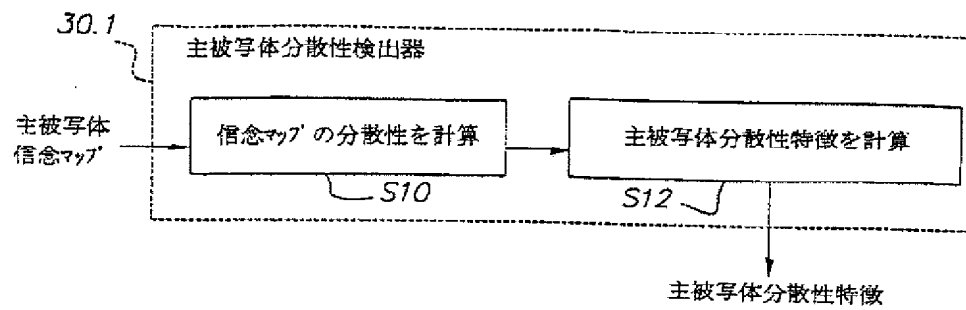 30.1
主被写体分散性検出器
主被写体
信念マップ
信念マップの分散性を計算
主被写体分散性特徴を計算
S10
S12
主被写体分散性特徴